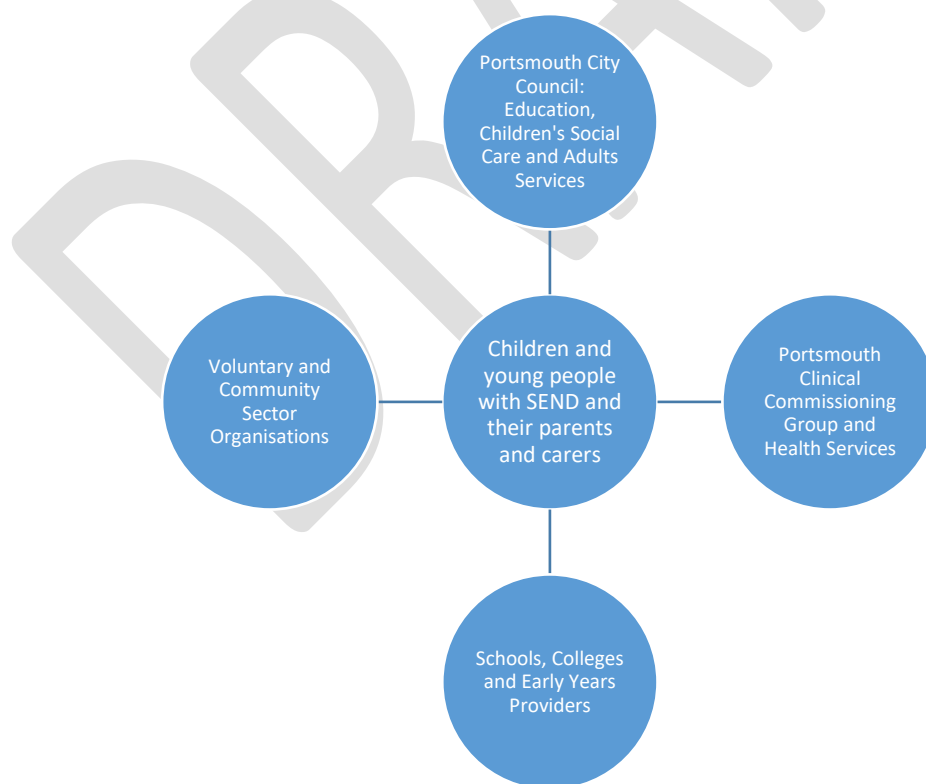 Portsmouth City
Council:
Education,
Children's Social
Care and Adults
Services
Voluntary and
Community
Sector
Organisations
Children and
young people
with SEND and
their parents
and carers
Portsmouth
Clinical
Commissioning
Group and
Health Services
Schools, Colleges
and Early Years
Providers